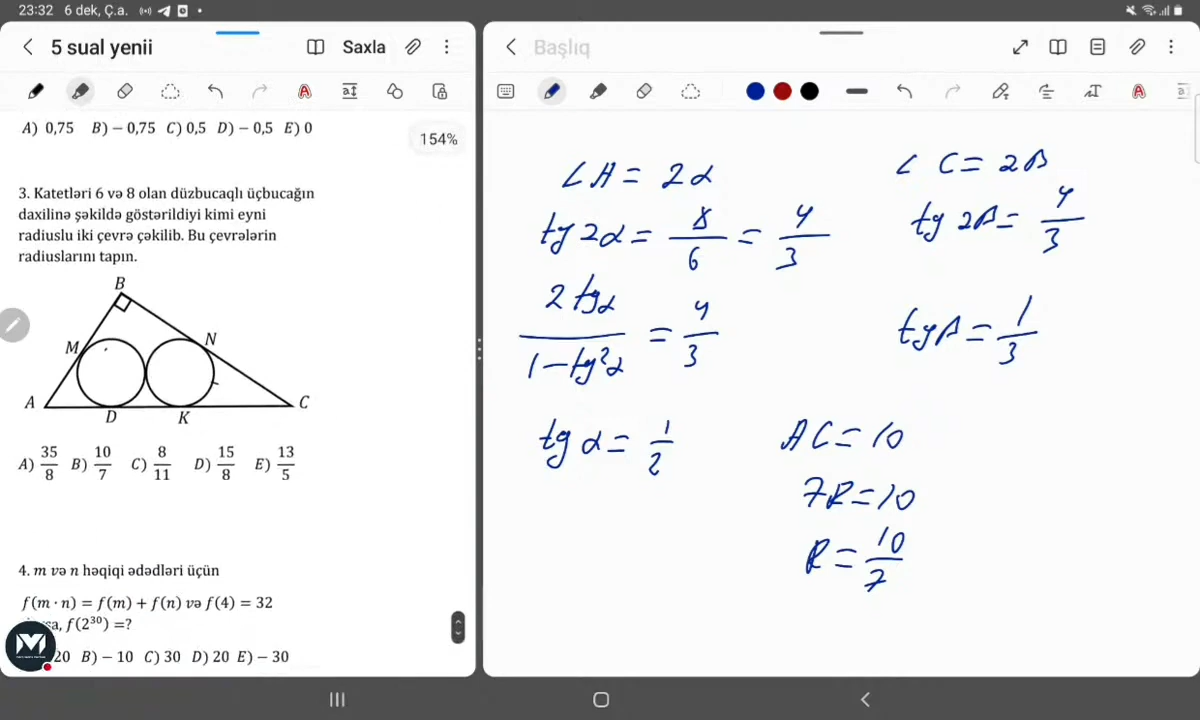 23:32 6 dek, Ç.a.
5 sual yenii
Saxla
A) 0,75 B) − 0,75 C) 0,5 D) − 0,5 E) 0
154%
3. Katetləri 6 və 8 olan düzbucaqlı üçbucağın
daxilinə şəkildə göstərildiyi kimi eyni
radiuslu iki çevrə çəkilib. Bu çevrələrin
radiuslarını tapın.
B
M
N
A
C
D
K
A) 35/8 B) 10/7 C) 8/11 D) 15/8 E) 13/5
4. m və n həqiqi ədədləri üçün
f(m · n) = f(m) + f(n) və f(4) = 32
f(2³⁰) =?
20 B) − 10 C) 30 D) 20 E) − 30
Başlıq
∠A = 2α
tg 2α = 8/6 = 4/3
2 tgα / 1 − tg²α = 4/3
tg α = 1/2
∠ C = 2β
tg 2β = 4/3
tgβ = 1/3
AC = 10
7R = 10
R = 10/7